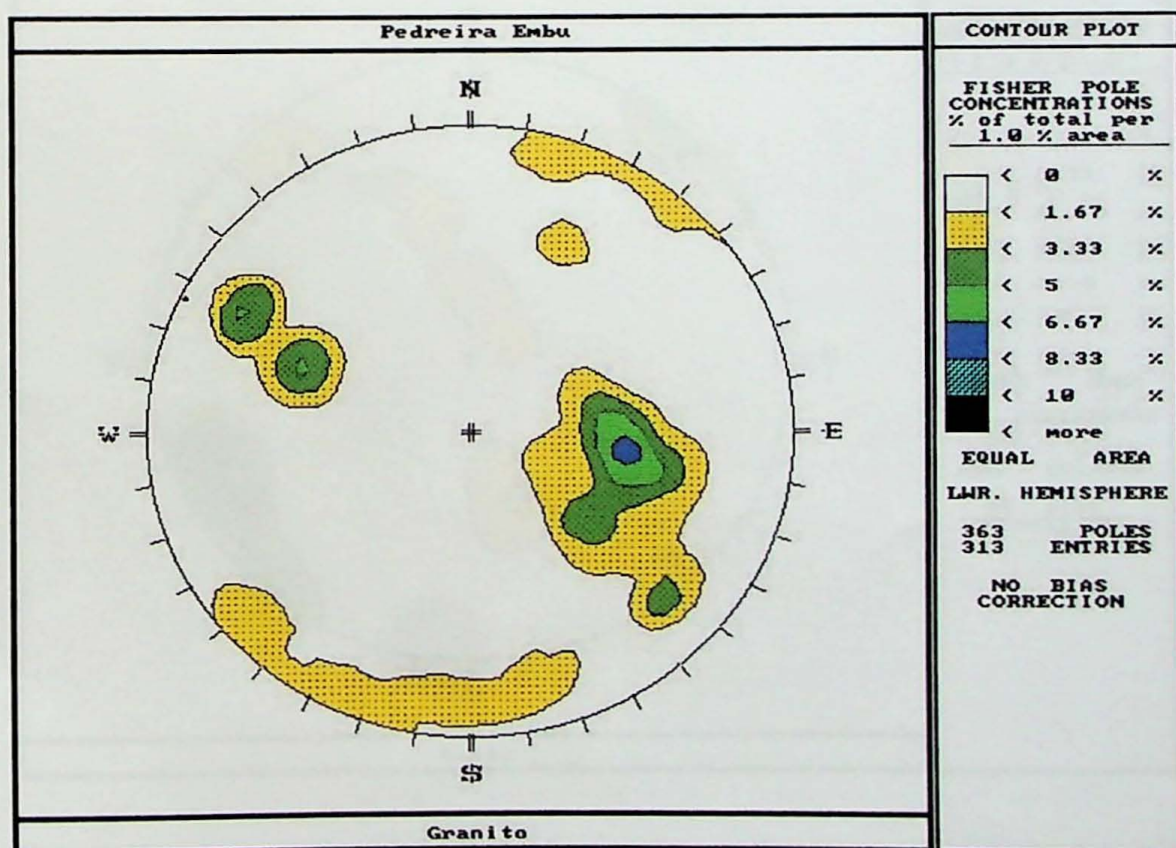 Pedreira Embu
N
W
E
S
Granito
CONTOUR PLOT
FISHER POLE
CONCENTRATIONS
% of total per
1.0 % area
< 0 %
< 1.67 %
< 3.33 %
< 5 %
< 6.67 %
< 8.33 %
< 10 %
< more
EQUAL AREA
LWR. HEMISPHERE
363 POLES
313 ENTRIES
NO BIAS
CORRECTION